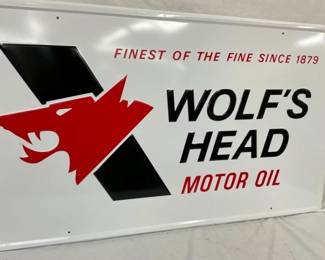 FINEST OF THE FINE SINCE 1879
WOLF'S
HEAD
MOTOR OIL